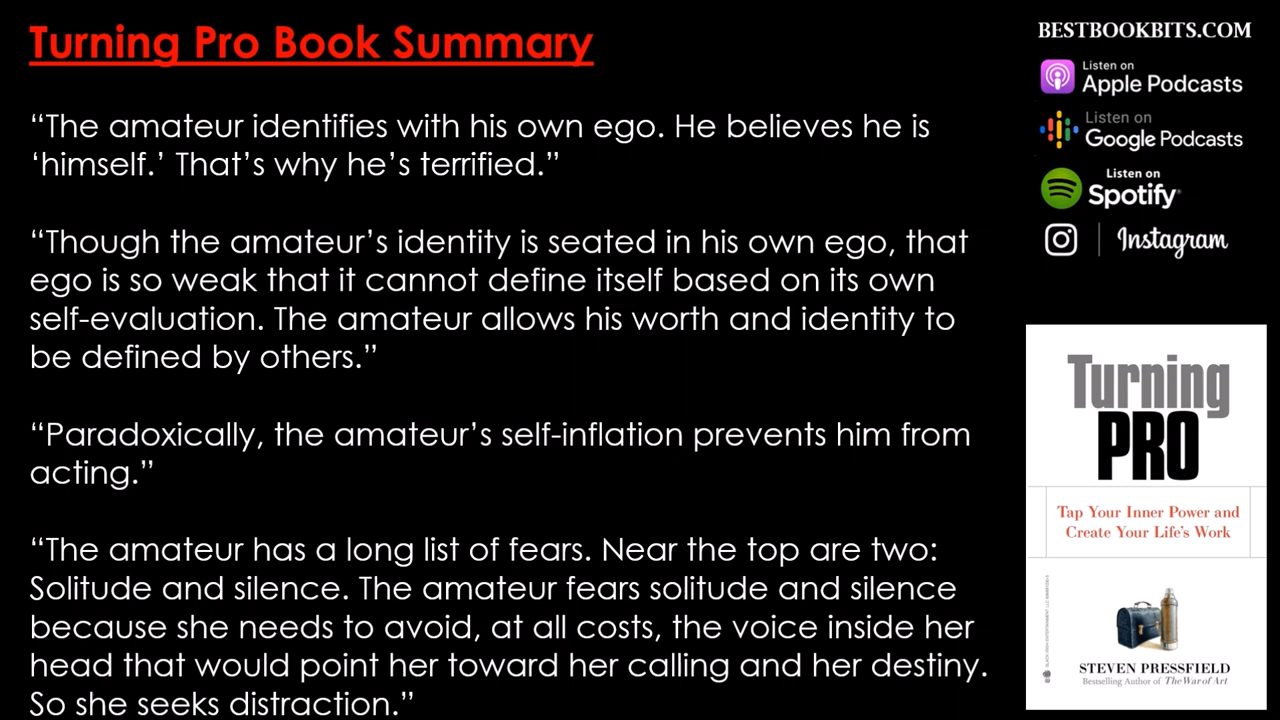 Turning Pro Book Summary
“The amateur identifies with his own ego. He believes he is
‘himself.’ That’s why he’s terrified.”
“Though the amateur’s identity is seated in his own ego, that
ego is so weak that it cannot define itself based on its own
self-evaluation. The amateur allows his worth and identity to
be defined by others.”
“Paradoxically, the amateur’s self-inflation prevents him from
acting.”
“The amateur has a long list of fears. Near the top are two:
Solitude and silence. The amateur fears solitude and silence
because she needs to avoid, at all costs, the voice inside her
head that would point her toward her calling and her destiny.
So she seeks distraction.”
BESTBOOKBITS.COM
Listen on
Apple Podcasts
Listen on
Google Podcasts
Listen on
Spotify
Instagram
Turning
PRO
Tap Your Inner Power and
Create Your Life’s Work
STEVEN PRESSFIELD
Bestselling Author of The War of Art